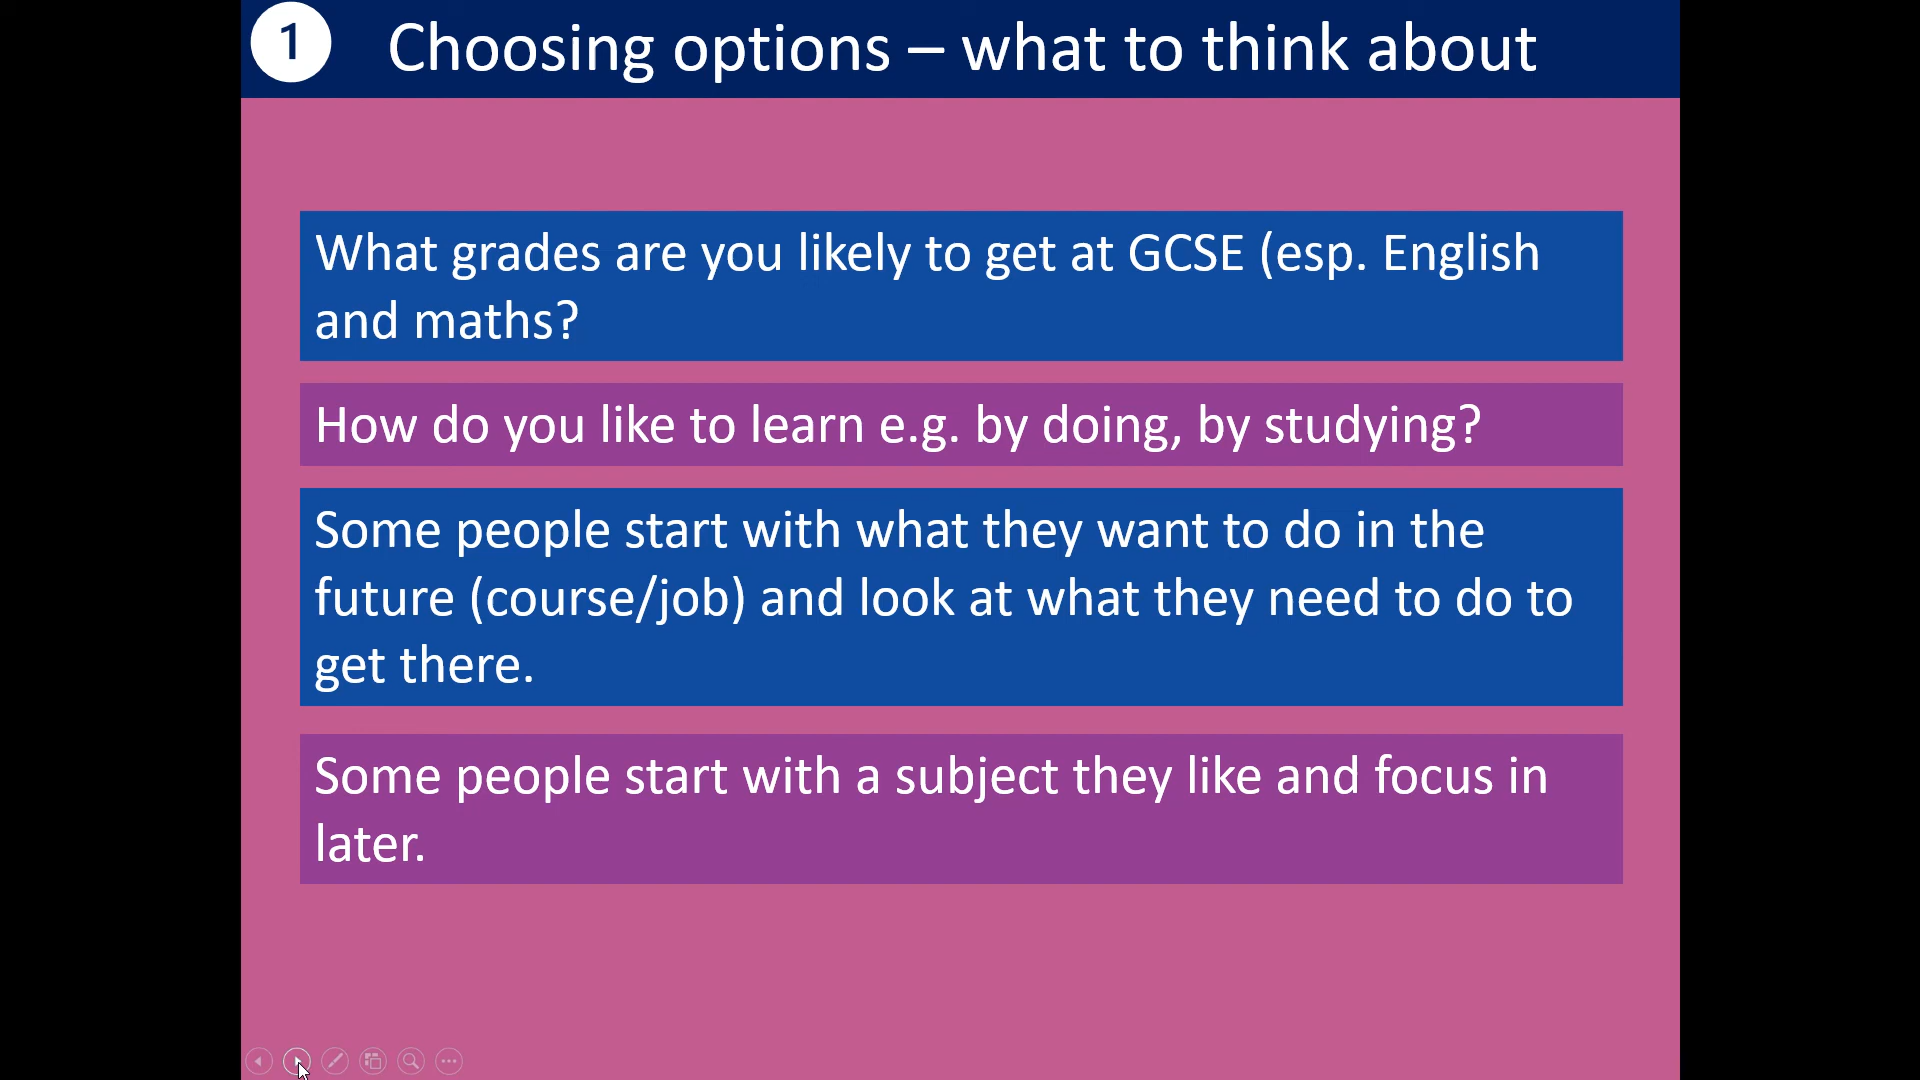 1
Choosing options – what to think about
What grades are you likely to get at GCSE (esp. English
and maths?
How do you like to learn e.g. by doing, by studying?
Some people start with what they want to do in the
future (course/job) and look at what they need to do to
get there.
Some people start with a subject they like and focus in
later.